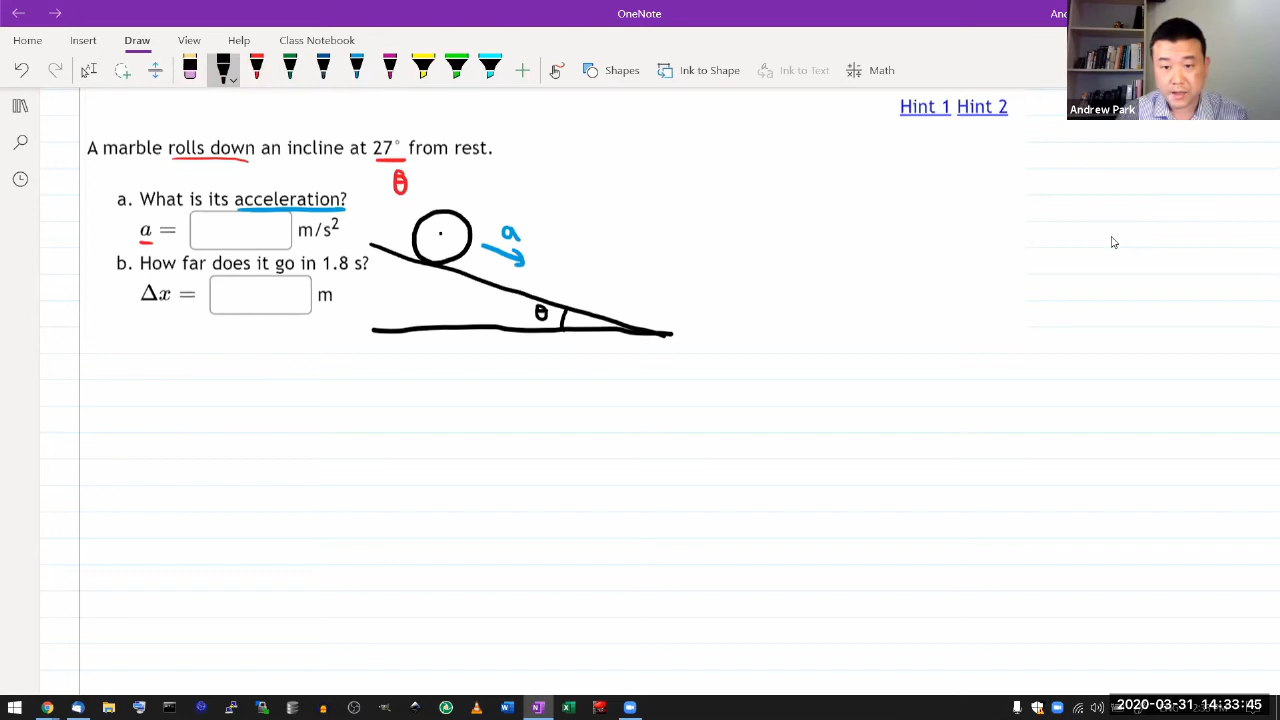 OneNote
An
Home Insert Draw View Help Class Notebook
Shapes Ink to Shape Ink to Text Math
Andrew Park
Hint 1 Hint 2
A marble rolls down an incline at 27° from rest.
θ
a. What is its acceleration?
a = m/s²
a
b. How far does it go in 1.8 s?
Δx = m
θ
2020-03-31 14:33:45